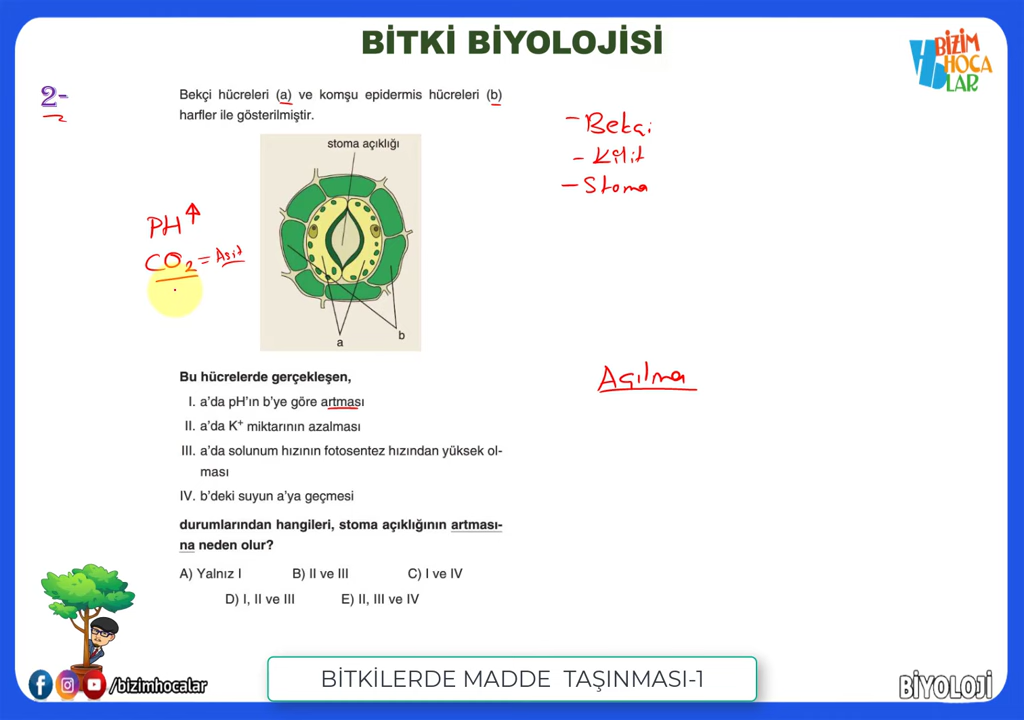 BİTKİ BİYOLOJİSİ
BİZİM
HOCA
LAR
2-
Bekçi hücreleri (a) ve komşu epidermis hücreleri (b)
harfler ile gösterilmiştir.
stoma açıklığı
a
b
PH↑
CO₂ = Asit
- Bekçi
- Kilit
- Stoma
Açılma
Bu hücrelerde gerçekleşen,
I. a'da pH'ın b'ye göre artması
II. a'da K⁺ miktarının azalması
III. a'da solunum hızının fotosentez hızından yüksek ol-
ması
IV. b'deki suyun a'ya geçmesi
durumlarından hangileri, stoma açıklığının artması-
na neden olur?
A) Yalnız I B) II ve III C) I ve IV
D) I, II ve III E) II, III ve IV
/bizimhocalar
BİTKİLERDE MADDE TAŞINMASI-1
BİYOLOJİ